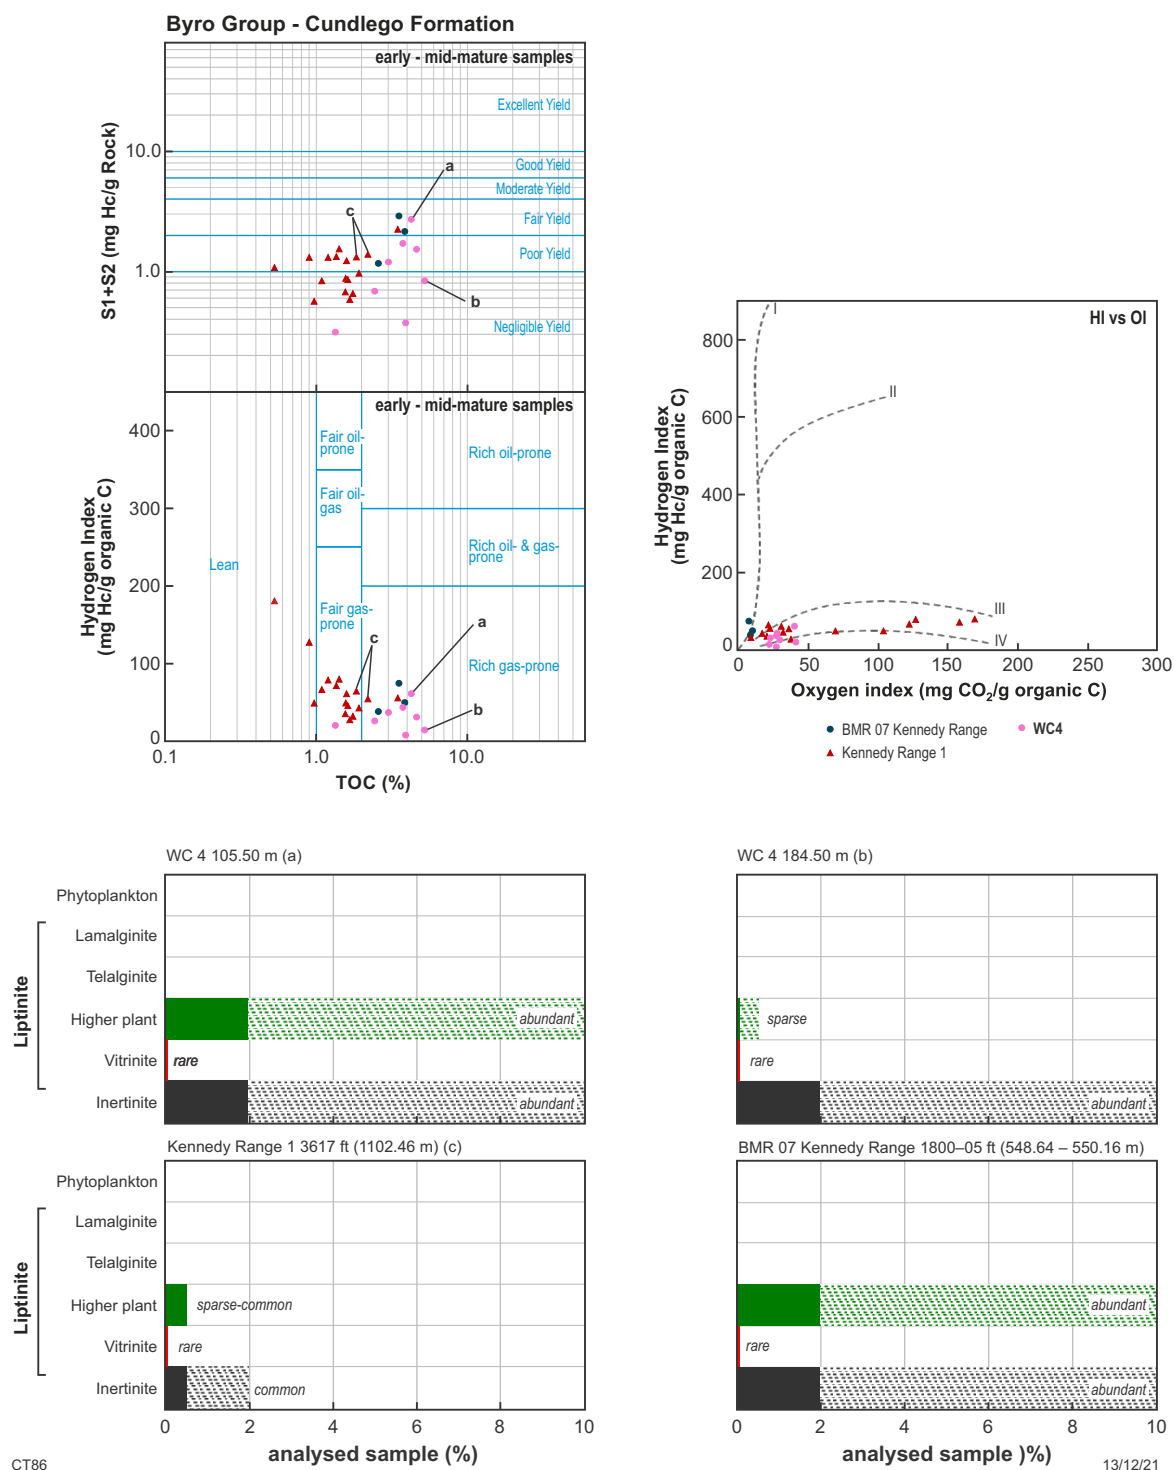 Byro Group - Cundlego Formation
early - mid-mature samples
Excellent Yield
10.0
Good Yield
a
Moderate Yield
c
Fair Yield
Poor Yield
1.0
b
Negligible Yield
S1+S2 (mg Hc/g Rock)
early - mid-mature samples
400
Fair oil-
prone
Rich oil-prone
300
Fair oil-
gas
Rich oil- & gas-
prone
Lean
200
Fair gas-
prone
a
c
100
Rich gas-prone
b
0
Hydrogen Index
(mg Hc/g organic C)
0.1
1.0
10.0
TOC (%)
I
HI vs OI
800
II
600
400
200
III
IV
0
Hydrogen Index
(mg Hc/g organic C)
0
50
100
150
200
250
300
Oxygen index (mg CO₂/g organic C)
BMR 07 Kennedy Range
WC4
Kennedy Range 1
WC 4 105.50 m (a)
Phytoplankton
Lamalginite
Telalginite
Higher plant
abundant
Vitrinite
rare
Inertinite
abundant
Liptinite
WC 4 184.50 m (b)
sparse
rare
abundant
Kennedy Range 1 3617 ft (1102.46 m) (c)
Phytoplankton
Lamalginite
Telalginite
Higher plant
sparse-common
Vitrinite
rare
Inertinite
common
Liptinite
0
2
4
6
8
10
analysed sample (%)
BMR 07 Kennedy Range 1800–05 ft (548.64 – 550.16 m)
abundant
rare
abundant
0
2
4
6
8
10
analysed sample )%)
CT86
13/12/21